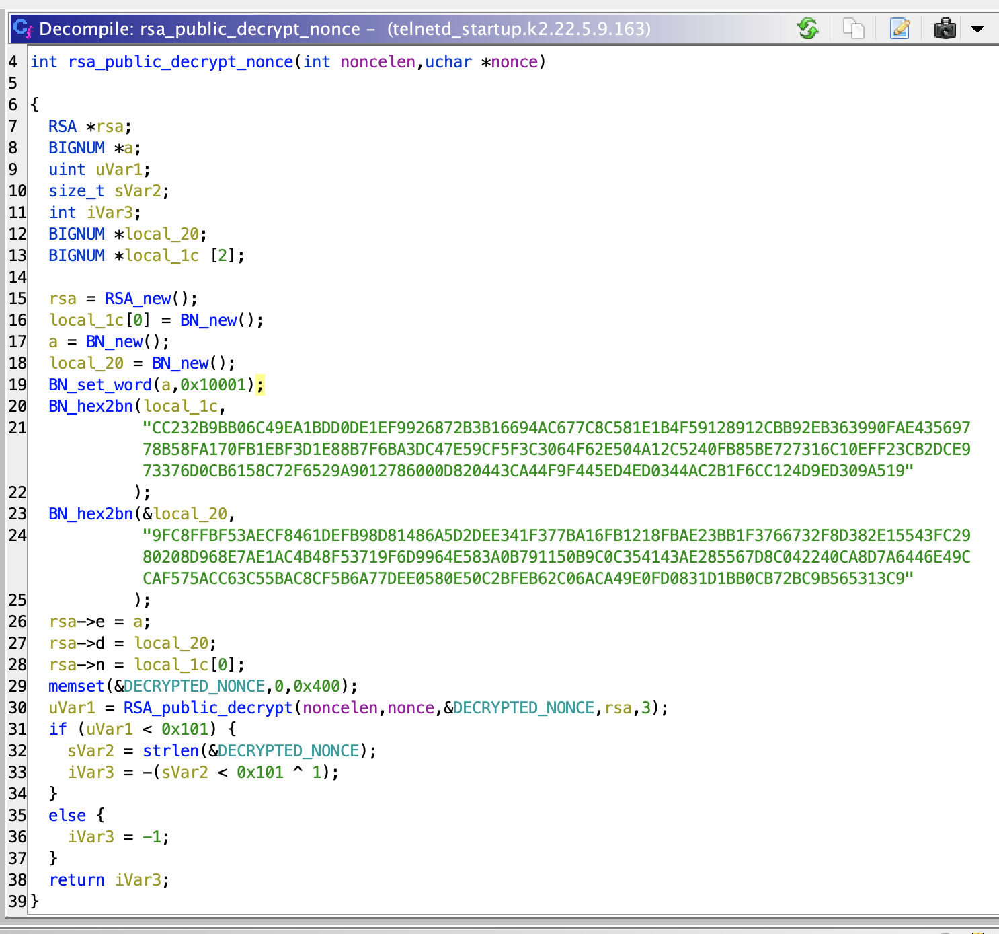 Decompile: rsa_public_decrypt_nonce – (telnetd_startup.k2.22.5.9.163)
4 int rsa_public_decrypt_nonce(int noncelen,uchar *nonce)
5
6 {
7 RSA *rsa;
8 BIGNUM *a;
9 uint uVar1;
10 size_t sVar2;
11 int iVar3;
12 BIGNUM *local_20;
13 BIGNUM *local_1c [2];
14
15 rsa = RSA_new();
16 local_1c[0] = BN_new();
17 a = BN_new();
18 local_20 = BN_new();
19 BN_set_word(a,0x10001);
20 BN_hex2bn(local_1c,
21 "CC232B9BB06C49EA1BDD0DE1EF9926872B3B16694AC677C8C581E1B4F59128912CBB92EB363990FAE435697
78B58FA170FB1EBF3D1E88B7F6BA3DC47E59CF5F3C3064F62E504A12C5240FB85BE727316C10EFF23CB2DCE9
73376D0CB6158C72F6529A9012786000D820443CA44F9F445ED4ED0344AC2B1F6CC124D9ED309A519"
22 );
23 BN_hex2bn(&local_20,
24 "9FC8FFBF53AECF8461DEFB98D81486A5D2DEE341F377BA16FB1218FBAE23BB1F3766732F8D382E15543FC29
80208D968E7AE1AC4B48F53719F6D9964E583A0B791150B9C0C354143AE285567D8C042240CA8D7A6446E49C
CAF575ACC63C55BAC8CF5B6A77DEE0580E50C2BFEB62C06ACA49E0FD0831D1BB0CB72BC9B565313C9"
25 );
26 rsa->e = a;
27 rsa->d = local_20;
28 rsa->n = local_1c[0];
29 memset(&DECRYPTED_NONCE,0,0x400);
30 uVar1 = RSA_public_decrypt(noncelen,nonce,&DECRYPTED_NONCE,rsa,3);
31 if (uVar1 < 0x101) {
32 sVar2 = strlen(&DECRYPTED_NONCE);
33 iVar3 = -(sVar2 < 0x101 ^ 1);
34 }
35 else {
36 iVar3 = -1;
37 }
38 return iVar3;
39 }